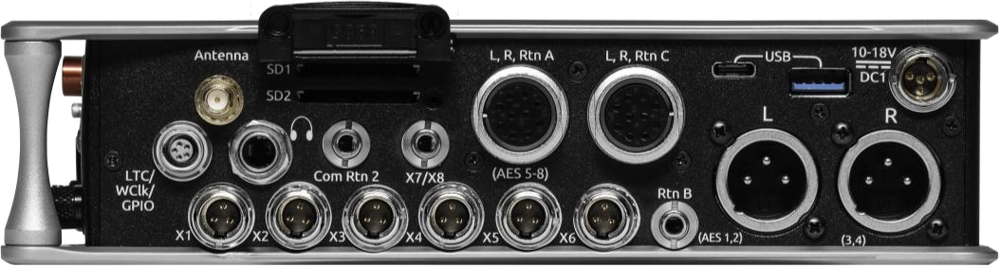 Antenna
SD1
SD2
L, R, Rtn A
L, R, Rtn C
USB
10-18V
DC1
L
R
LTC/
WClk/
GPIO
Com Rtn 2
X7/X8
(AES 5-8)
Rtn B
X1
X2
X3
X4
X5
X6
(AES 1,2)
(3,4)